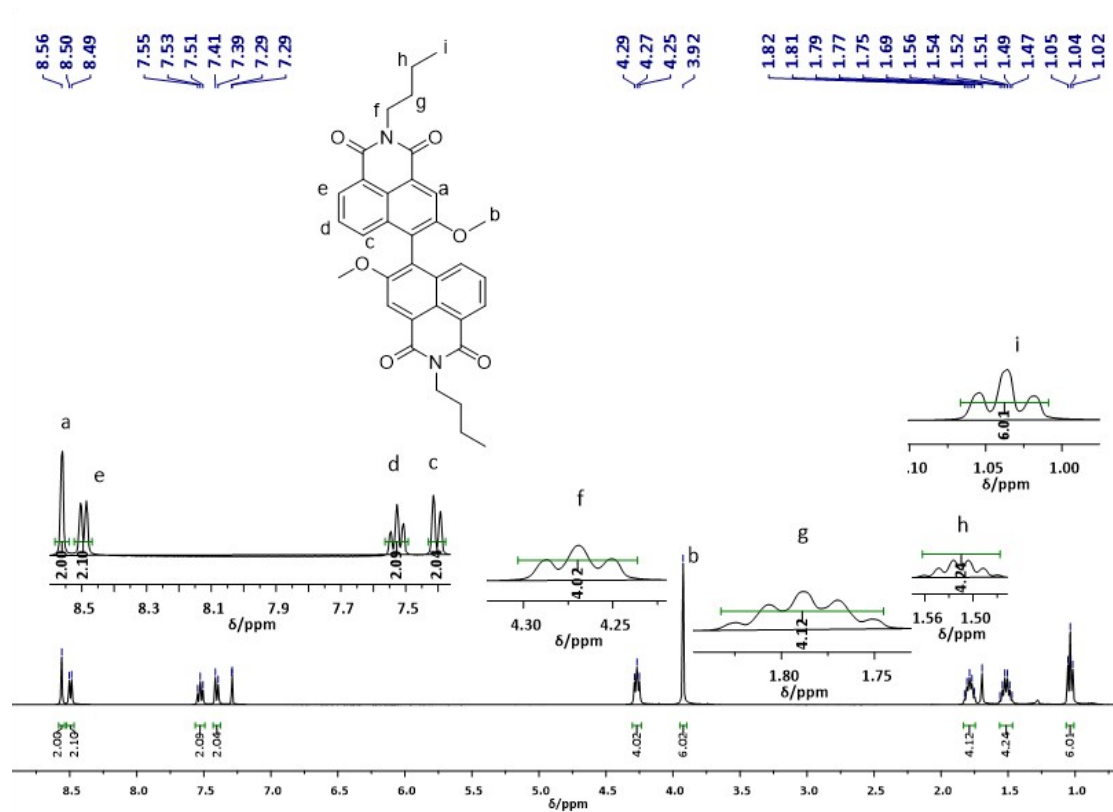 8.56 8.50 8.49 7.55 7.53 7.51 7.41 7.39 7.29 7.29 4.29 4.27 4.25 3.92 1.82 1.81 1.79 1.77 1.75 1.69 1.56 1.54 1.52 1.51 1.49 1.47 1.05 1.04 1.02
i
h
g
f
O N O
e a
d b
c O
O
O N O
i
6.01
.10 1.05 1.00
δ/ppm
a
e
d
c
2.00 2.10 2.09 2.04
8.5 8.3 8.1 7.9 7.7 7.5
δ/ppm
f
4.02
4.30 4.25
δ/ppm
b
g
4.12
1.80 1.75
δ/ppm
h
4.24
1.56 1.50
δ/ppm
2.00 2.10 2.09 2.04 4.02 6.02 4.12 4.24 6.01
8.5 8.0 7.5 7.0 6.5 6.0 5.5 5.0 4.5 4.0 3.5 3.0 2.5 2.0 1.5 1.0
δ/ppm